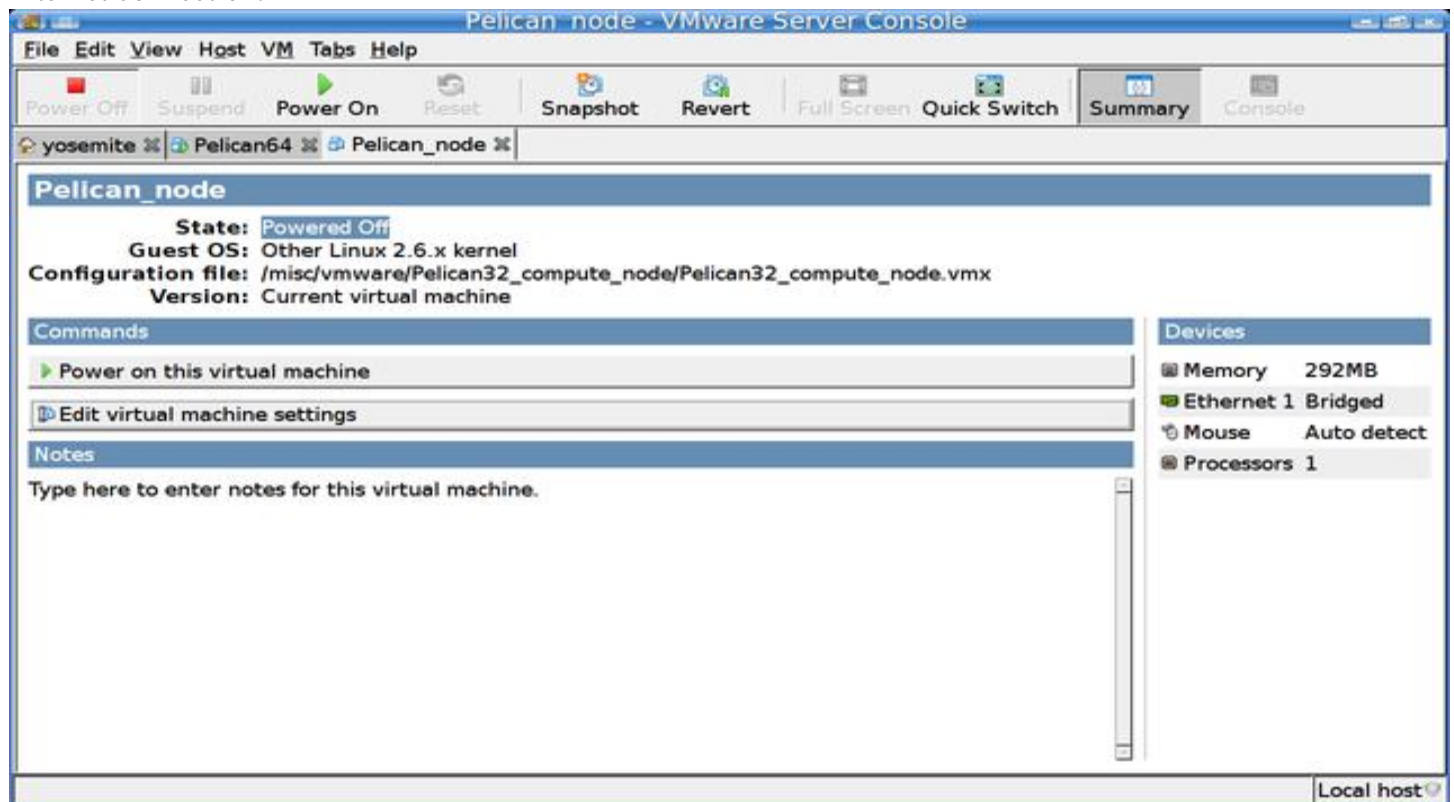 Pelican_node - VMware Server Console
File Edit View Host VM Tabs Help
Power Off Suspend Power On Reset Snapshot Revert Full Screen Quick Switch Summary Console
yosemite Pelican64 Pelican_node
Pelican_node
State: Powered Off
Guest OS: Other Linux 2.6.x kernel
Configuration file: /misc/vmware/Pelican32_compute_node/Pelican32_compute_node.vmx
Version: Current virtual machine
Commands
Power on this virtual machine
Edit virtual machine settings
Notes
Type here to enter notes for this virtual machine.
Devices
Memory 292MB
Ethernet 1 Bridged
Mouse Auto detect
Processors 1
Local host